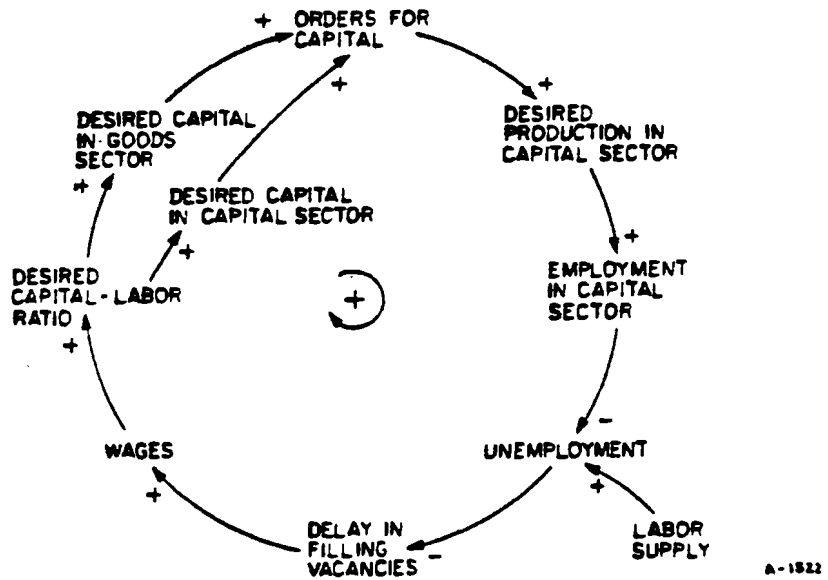 +
ORDERS FOR
CAPITAL
+
+
DESIRED
PRODUCTION IN
CAPITAL SECTOR
DESIRED CAPITAL
IN GOODS
SECTOR
+
DESIRED CAPITAL
IN CAPITAL SECTOR
+
+
EMPLOYMENT
IN CAPITAL
SECTOR
DESIRED
CAPITAL-LABOR
RATIO
+
+
-
WAGES
+
UNEMPLOYMENT
+
DELAY IN
FILLING
VACANCIES
-
LABOR
SUPPLY
A-1522